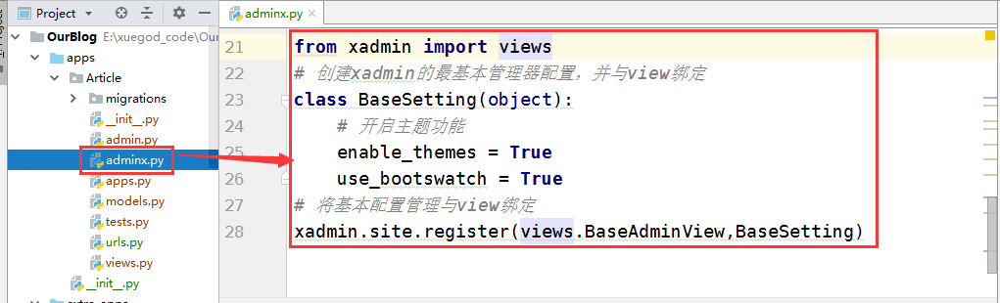 Project
adminx.py
OurBlog E:\xuegod_code\Our
apps
Article
migrations
__init__.py
admin.py
adminx.py
apps.py
models.py
tests.py
urls.py
views.py
__init__.py
21 from xadmin import views
22 # 创建xadmin的最基本管理器配置，并与view绑定
23 class BaseSetting(object):
24 # 开启主题功能
25 enable_themes = True
26 use_bootswatch = True
27 # 将基本配置管理与view绑定
28 xadmin.site.register(views.BaseAdminView,BaseSetting)